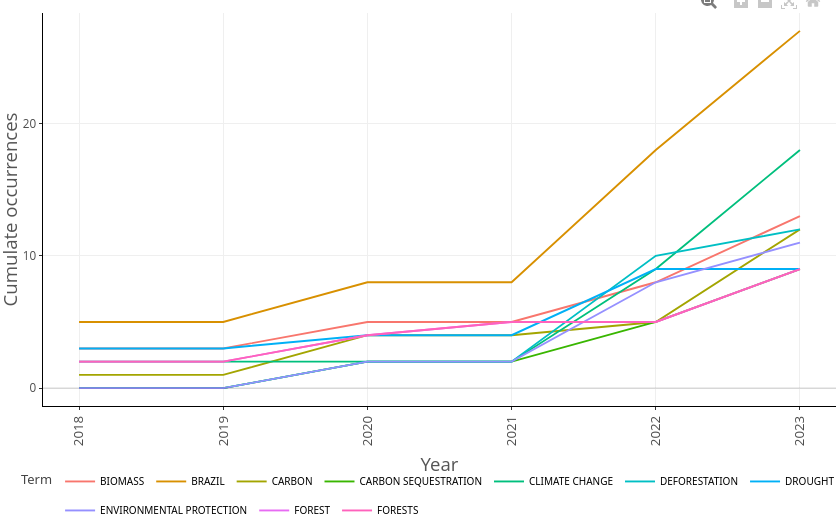 Cumulate occurrences
20
10
0
2018
2019
2020
2021
2022
2023
Year
Term
BIOMASS
BRAZIL
CARBON
CARBON SEQUESTRATION
CLIMATE CHANGE
DEFORESTATION
DROUGHT
ENVIRONMENTAL PROTECTION
FOREST
FORESTS